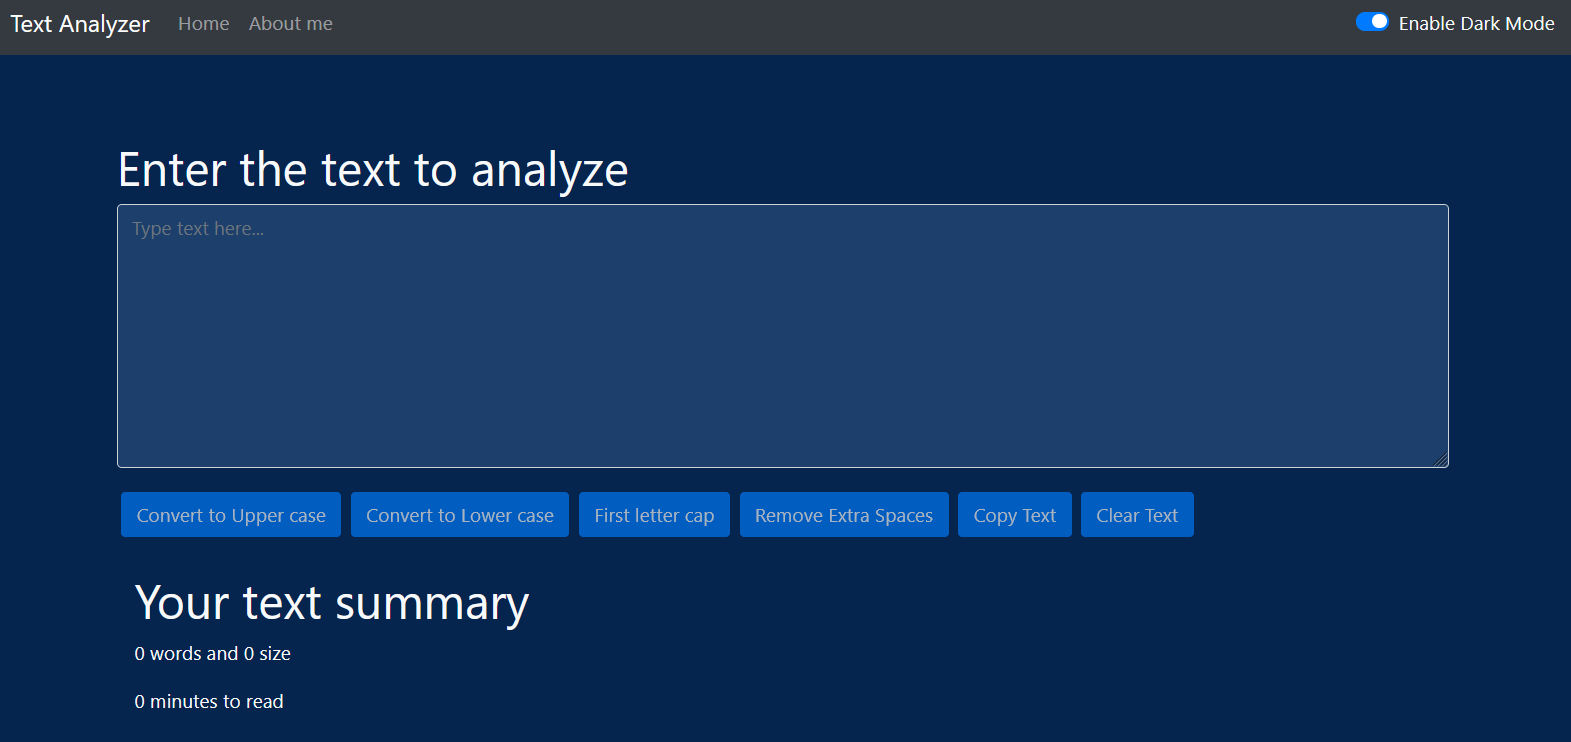 Text Analyzer Home About me Enable Dark Mode
Enter the text to analyze
Type text here...
Convert to Upper case Convert to Lower case First letter cap Remove Extra Spaces Copy Text Clear Text
Your text summary
0 words and 0 size
0 minutes to read